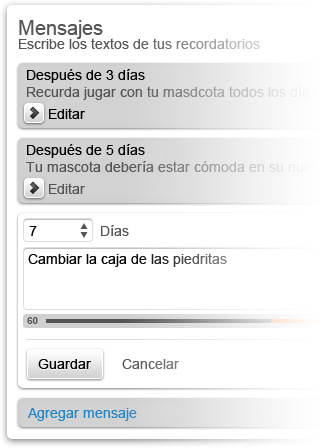 Mensajes
Escribe los textos de tus recordatorios
Después de 3 días
Recurda jugar con tu masdcota todos los días
Editar
Después de 5 días
Tu mascota debería estar cómoda en su
Editar
7 Días
Cambiar la caja de las piedritas
60
Guardar Cancelar
Agregar mensaje